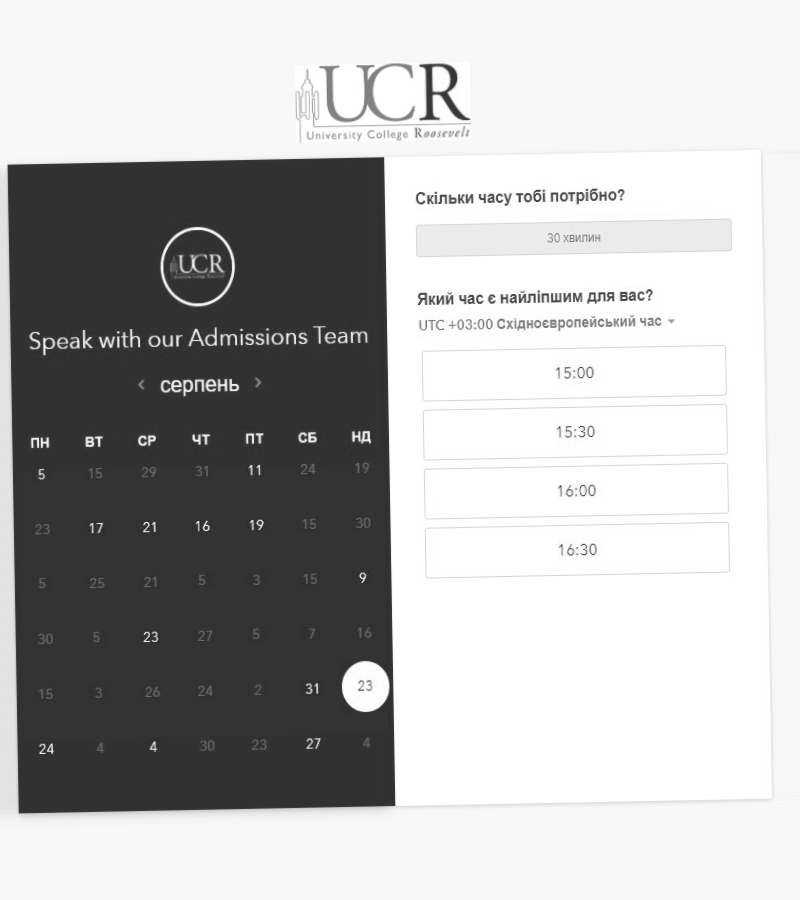 UCR
University College Roosevelt
UCR
University College Roosevelt
Speak with our Admissions Team
серпень
ПН ВТ СР ЧТ ПТ СБ НД
5 15 29 31 11 24 19
23 17 21 16 19 15 30
5 25 21 5 3 15 9
30 5 23 27 5 7 16
15 3 26 24 2 31 23
24 4 4 30 23 27 4
Скільки часу тобі потрібно?
30 хвилин
Який час є найліпшим для вас?
UTC +03:00 Східноєвропейський час
15:00
15:30
16:00
16:30